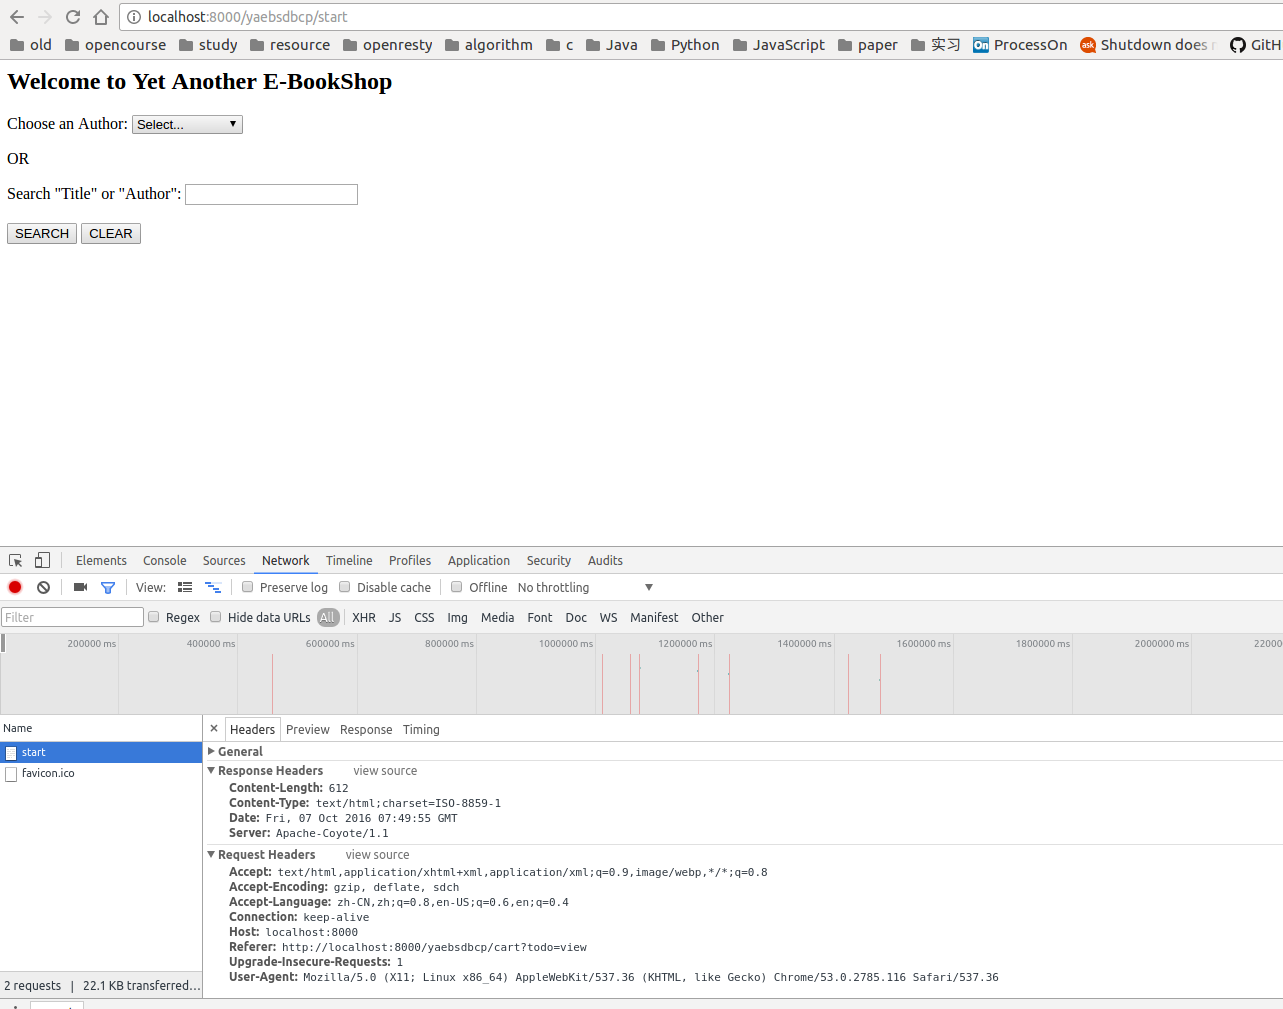 localhost:8000/yaebsdbcp/start
old opencourse study resource openresty algorithm c Java Python JavaScript paper 实习 On ProcessOn ask Shutdown does GitH
Welcome to Yet Another E-BookShop
Choose an Author: Select...
OR
Search "Title" or "Author":
SEARCH CLEAR
Elements Console Sources Network Timeline Profiles Application Security Audits
View: Preserve log Disable cache Offline No throttling
Filter Regex Hide data URLs All XHR JS CSS Img Media Font Doc WS Manifest Other
200000 ms 400000 ms 600000 ms 800000 ms 1000000 ms 1200000 ms 1400000 ms 1600000 ms 1800000 ms 2000000 ms 22000
Name
start
favicon.ico
2 requests | 22.1 KB transferred...
Headers Preview Response Timing
General
Response Headers view source
Content-Length: 612
Content-Type: text/html;charset=ISO-8859-1
Date: Fri, 07 Oct 2016 07:49:55 GMT
Server: Apache-Coyote/1.1
Request Headers view source
Accept: text/html,application/xhtml+xml,application/xml;q=0.9,image/webp,*/*;q=0.8
Accept-Encoding: gzip, deflate, sdch
Accept-Language: zh-CN,zh;q=0.8,en-US;q=0.6,en;q=0.4
Connection: keep-alive
Host: localhost:8000
Referer: http://localhost:8000/yaebsdbcp/cart?todo=view
Upgrade-Insecure-Requests: 1
User-Agent: Mozilla/5.0 (X11; Linux x86_64) AppleWebKit/537.36 (KHTML, like Gecko) Chrome/53.0.2785.116 Safari/537.36